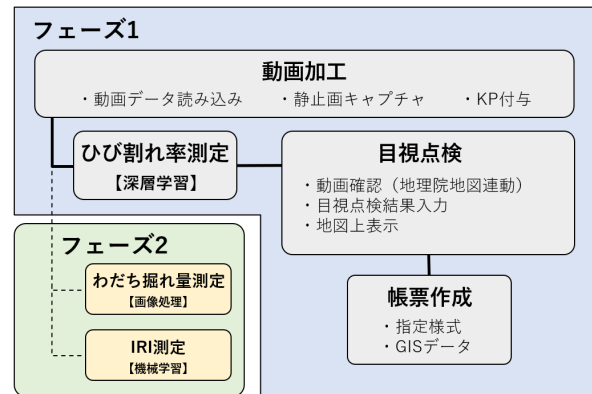 フェーズ1
動画加工
・動画データ読み込み ・静止画キャプチャ ・KP付与
ひび割れ率測定
【深層学習】
目視点検
・動画確認（地理院地図連動）
・目視点検結果入力
・地図上表示
フェーズ2
わだち掘れ量測定
【画像処理】
IRI測定
【機械学習】
帳票作成
・指定様式
・GISデータ